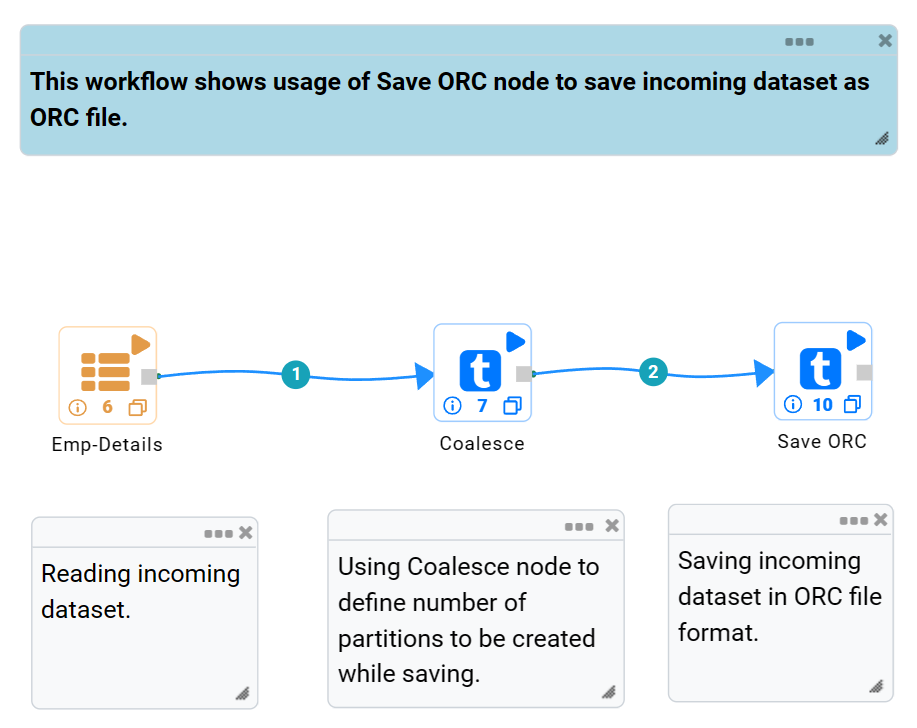 This workflow shows usage of Save ORC node to save incoming dataset as
ORC file.
1
2
t
t
6
7
10
Emp-Details
Coalesce
Save ORC
Reading incoming
dataset.
Using Coalesce node to
define number of
partitions to be created
while saving.
Saving incoming
dataset in ORC file
format.